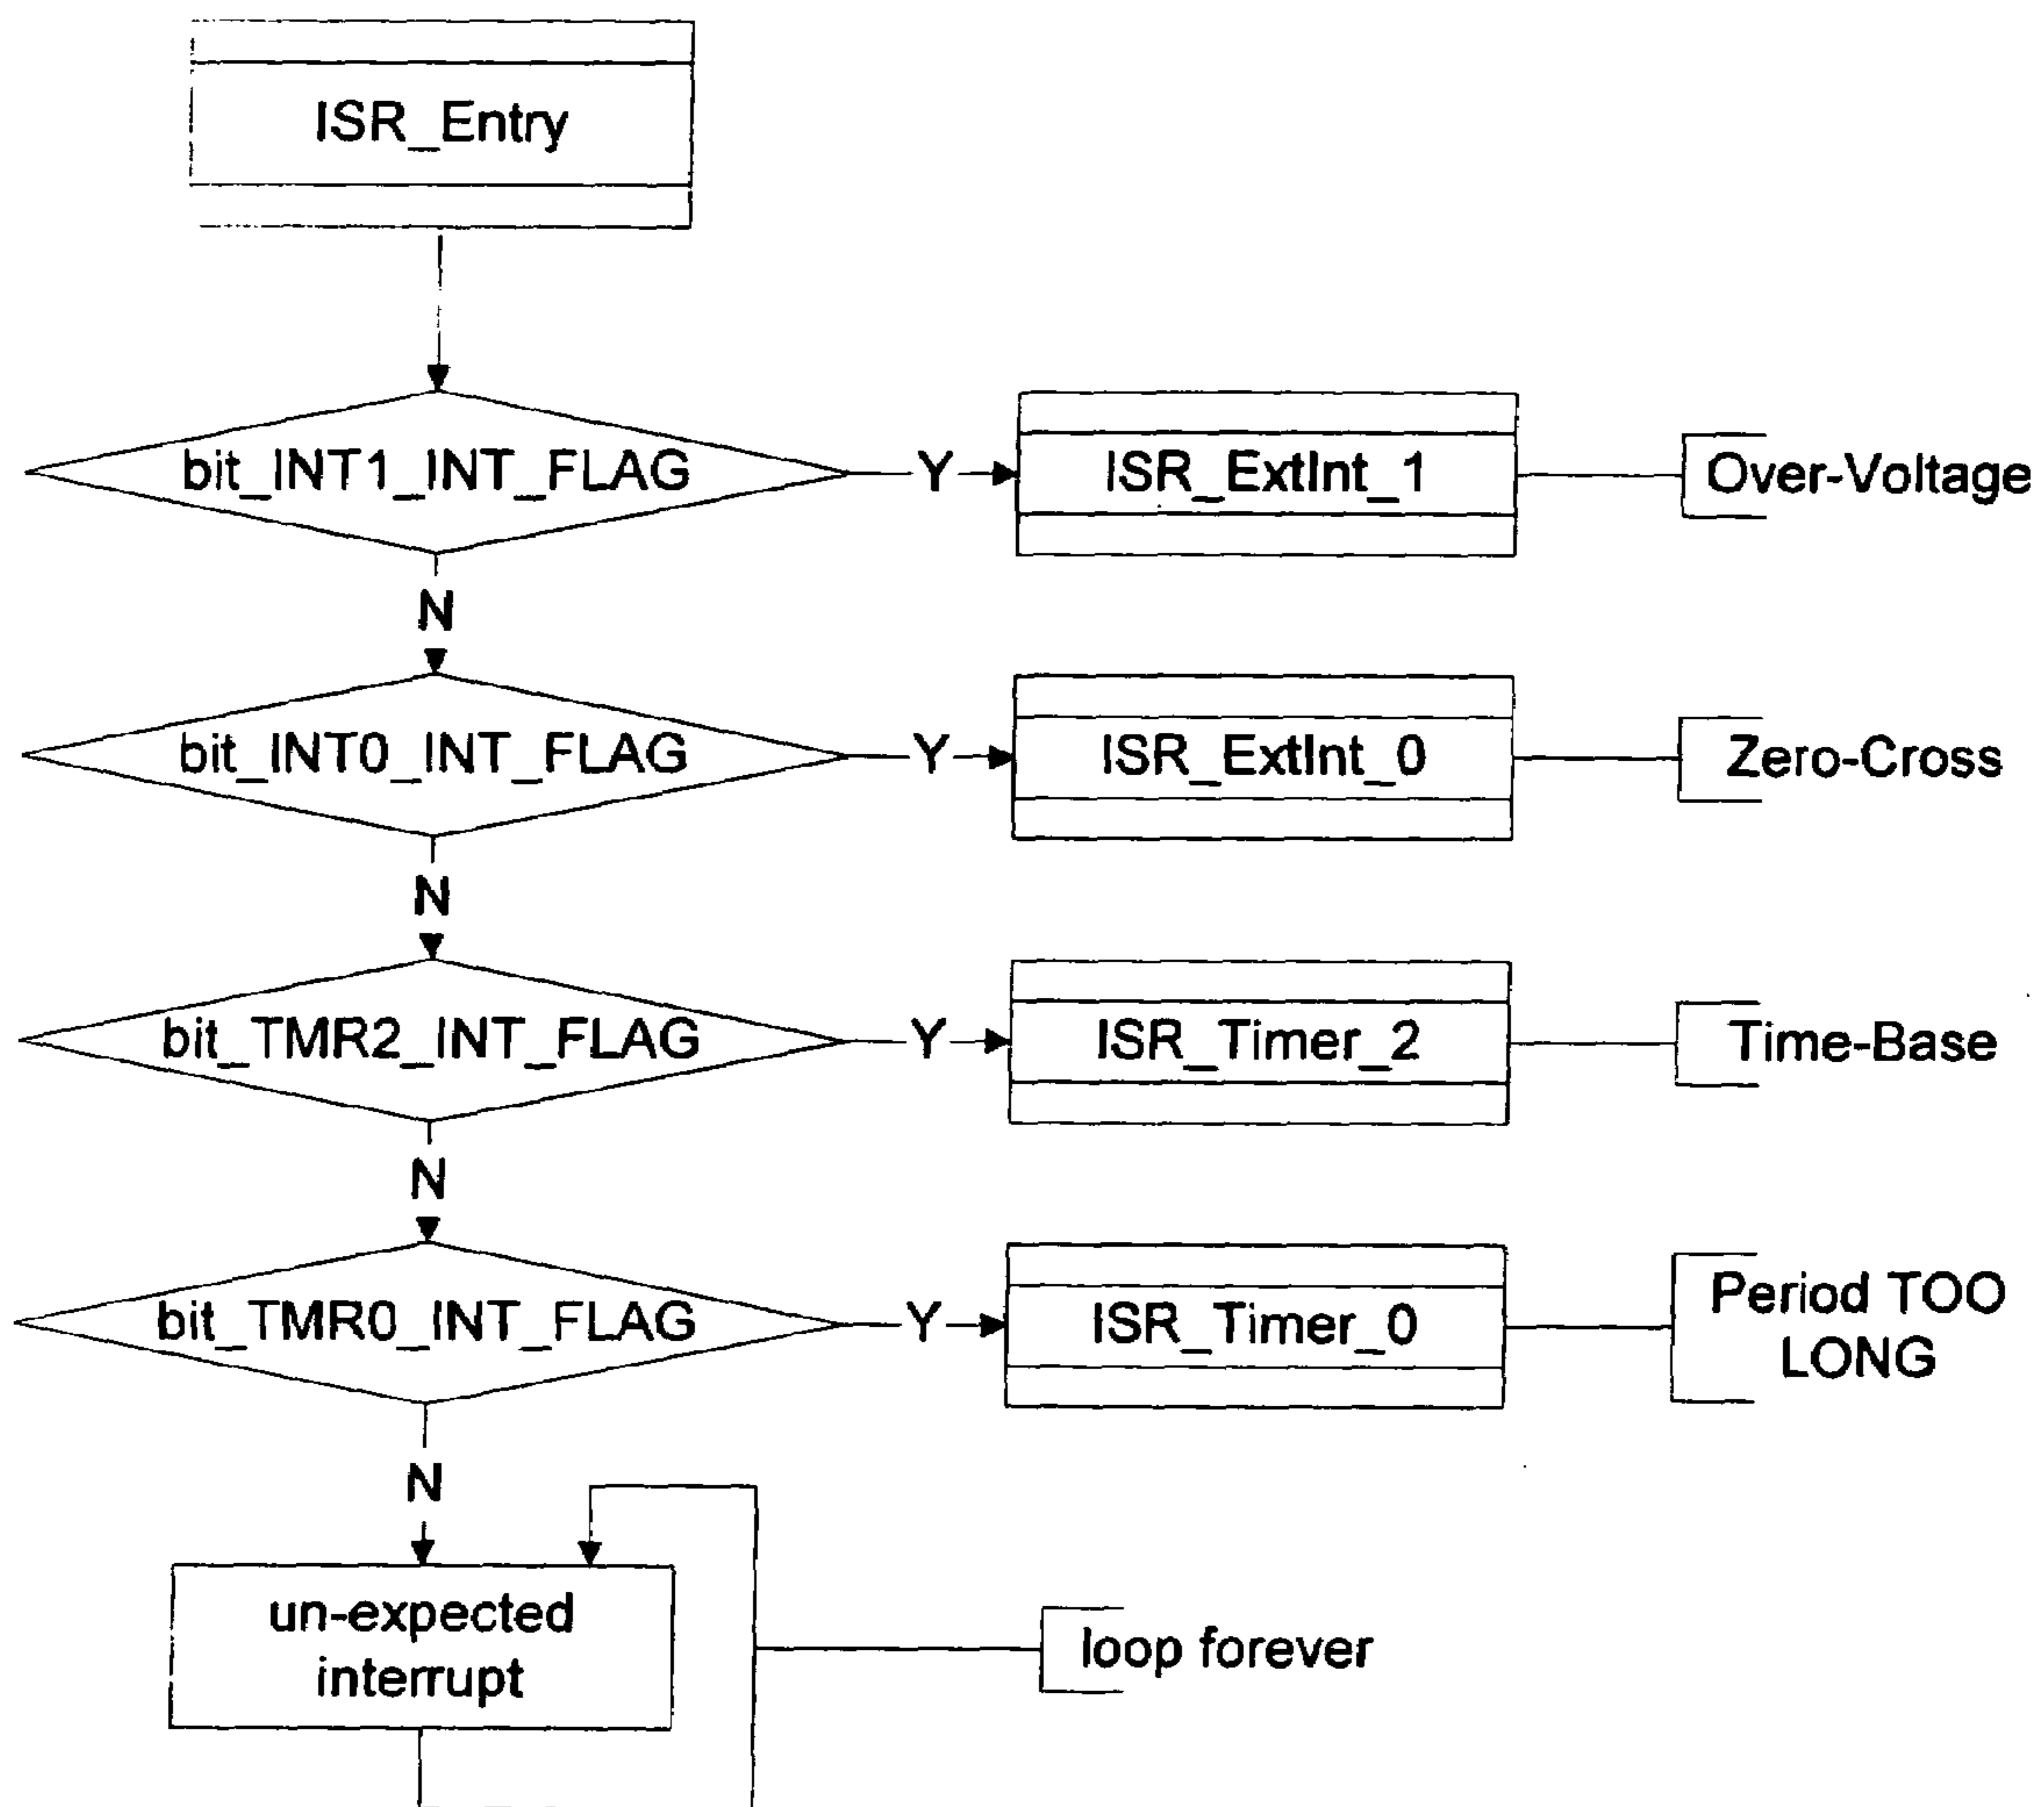 ISR_Entry
bit_INT1_INT_FLAG
Y
ISR_ExtInt_1
Over-Voltage
N
bit_INT0_INT_FLAG
Y
ISR_ExtInt_0
Zero-Cross
N
bit_TMR2_INT_FLAG
Y
ISR_Timer_2
Time-Base
N
bit_TMR0_INT_FLAG
Y
ISR_Timer_0
Period TOO
LONG
N
un-expected
interrupt
loop forever